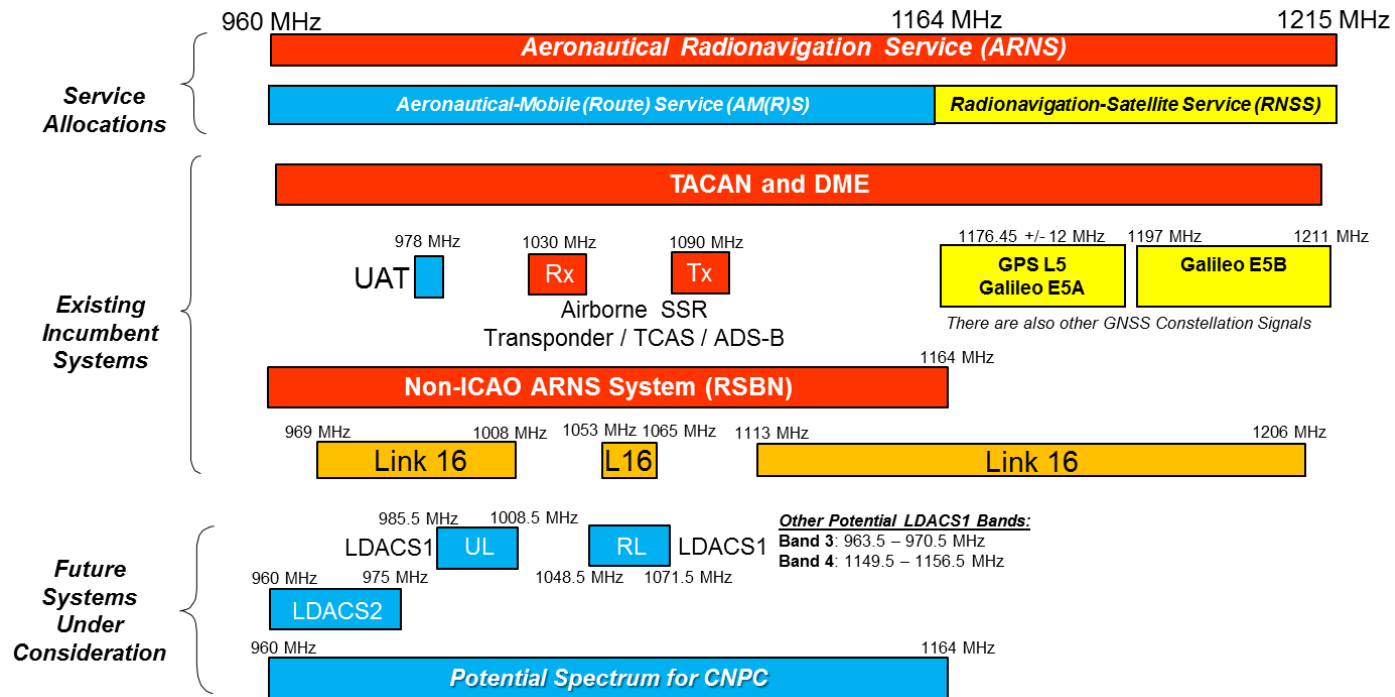 960 MHz
1164 MHz
1215 MHz
Service
Allocations
Aeronautical Radionavigation Service (ARNS)
Aeronautical-Mobile (Route) Service (AM(R)S)
Radionavigation-Satellite Service (RNSS)
Existing
Incumbent
Systems
TACAN and DME
978 MHz
1030 MHz
1090 MHz
1176.45 +/- 12 MHz
1197 MHz
1211 MHz
UAT
Rx
Tx
GPS L5
Galileo E5A
Galileo E5B
Airborne SSR
Transponder / TCAS / ADS-B
There are also other GNSS Constellation Signals
1164 MHz
Non-ICAO ARNS System (RSBN)
969 MHz
1008 MHz
1053 MHz
1065 MHz
1113 MHz
1206 MHz
Link 16
L16
Link 16
Future
Systems
Under
Consideration
985.5 MHz
1008.5 MHz
LDACS1
UL
RL
LDACS1
1048.5 MHz
1071.5 MHz
Other Potential LDACS1 Bands:
Band 3: 963.5 – 970.5 MHz
Band 4: 1149.5 – 1156.5 MHz
960 MHz
975 MHz
LDACS2
960 MHz
1164 MHz
Potential Spectrum for CNPC